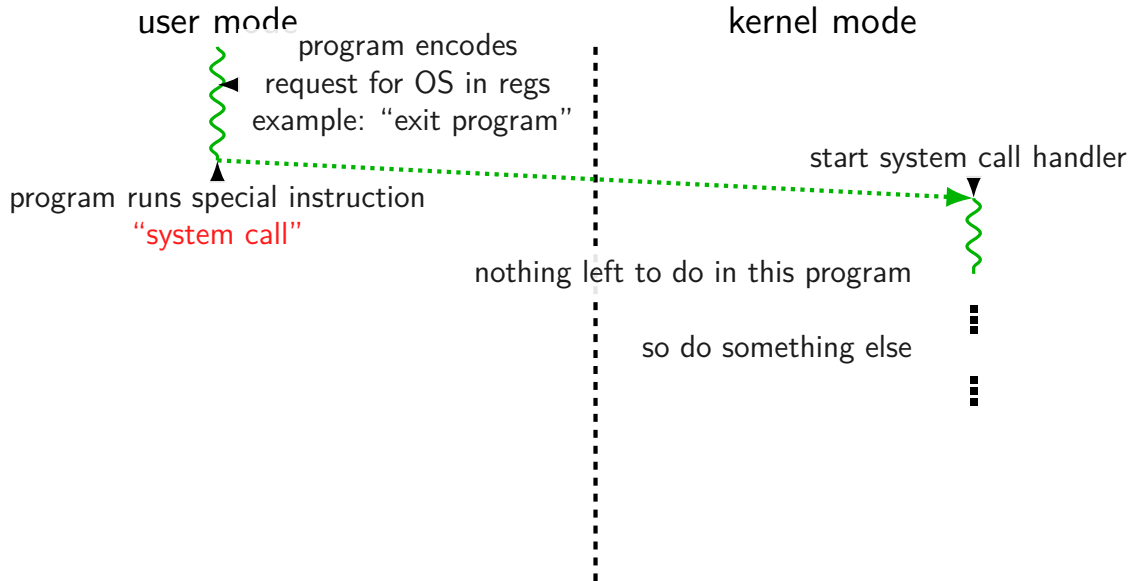 user mode
kernel mode
program encodes
request for OS in regs
example: “exit program”
start system call handler
program runs special instruction
“system call”
nothing left to do in this program
so do something else